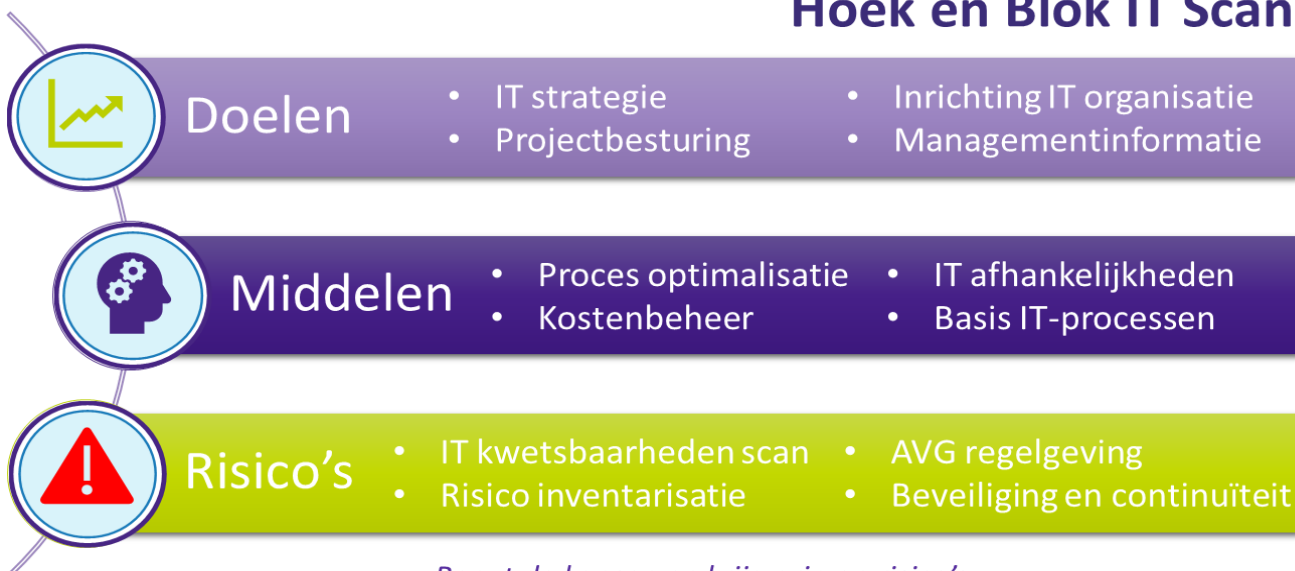 Hoek en Blok IT Scan
Doelen
• IT strategie
• Projectbesturing
• Inrichting IT organisatie
• Managementinformatie
Middelen
• Proces optimalisatie
• Kostenbeheer
• IT afhankelijkheden
• Basis IT-processen
Risico’s
• IT kwetsbaarheden scan
• Risico inventarisatie
• AVG regelgeving
• Beveiliging en continuïteit